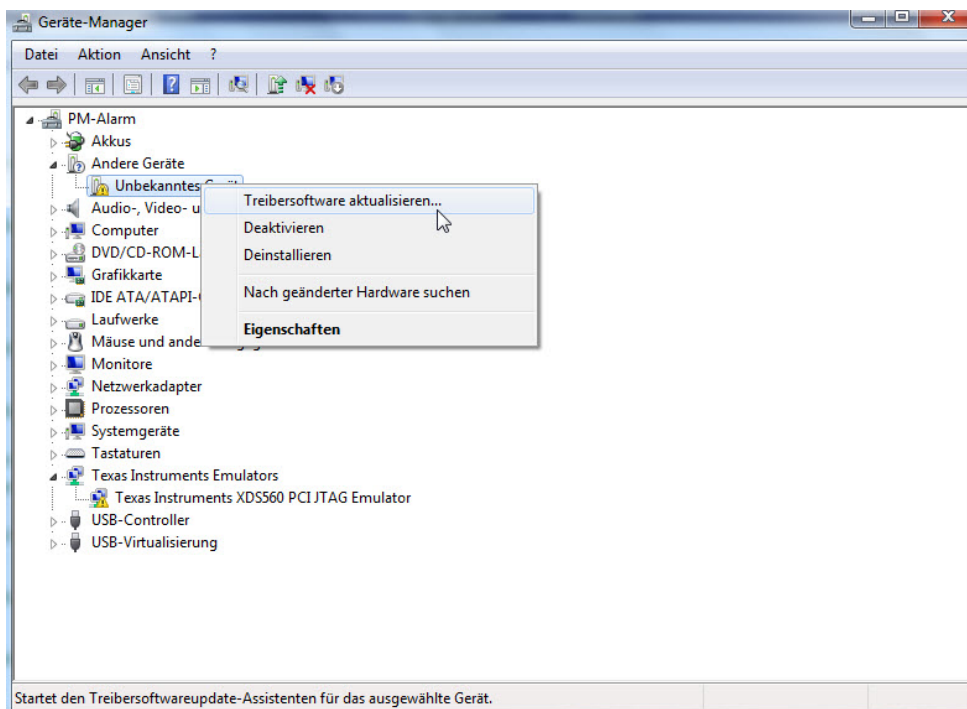 Geräte-Manager
Datei Aktion Ansicht ?
PM-Alarm
Akkus
Andere Geräte
Unbekanntes
Audio-, Video- u
Computer
DVD/CD-ROM-L
Grafikkarte
IDE ATA/ATAPI-
Laufwerke
Mäuse und ande
Monitore
Netzwerkadapter
Prozessoren
Systemgeräte
Tastaturen
Texas Instruments Emulators
Texas Instruments XDS560 PCI JTAG Emulator
USB-Controller
USB-Virtualisierung
Treibersoftware aktualisieren...
Deaktivieren
Deinstallieren
Nach geänderter Hardware suchen
Eigenschaften
Startet den Treibersoftwareupdate-Assistenten für das ausgewählte Gerät.